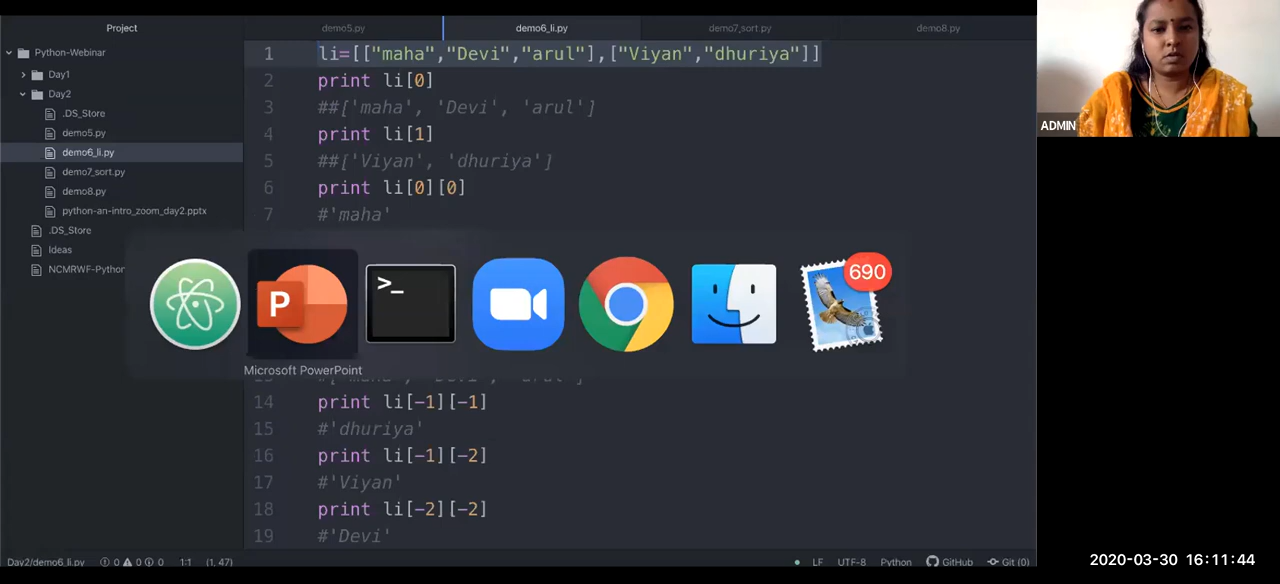 Project
demo5.py
demo6_li.py
demo7_sort.py
demo8.py
Python-Webinar
Day1
Day2
.DS_Store
demo5.py
demo6_li.py
demo7_sort.py
demo8.py
python-an-intro_zoom_day2.pptx
.DS_Store
Ideas
NCMRWF-Python
1 li=[["maha","Devi","arul"],["Viyan","dhuriya"]]
2 print li[0]
3 ##['maha', 'Devi', 'arul']
4 print li[1]
5 ##['Viyan', 'dhuriya']
6 print li[0][0]
7 #'maha'
P
>_
690
Microsoft PowerPoint
14 print li[-1][-1]
15 #'dhuriya'
16 print li[-1][-2]
17 #'Viyan'
18 print li[-2][-2]
19 #'Devi'
Day2/demo6_li.py 0 0 0 1:1 (1, 47)
LF UTF-8 Python GitHub Git (0)
ADMIN
2020-03-30 16:11:44